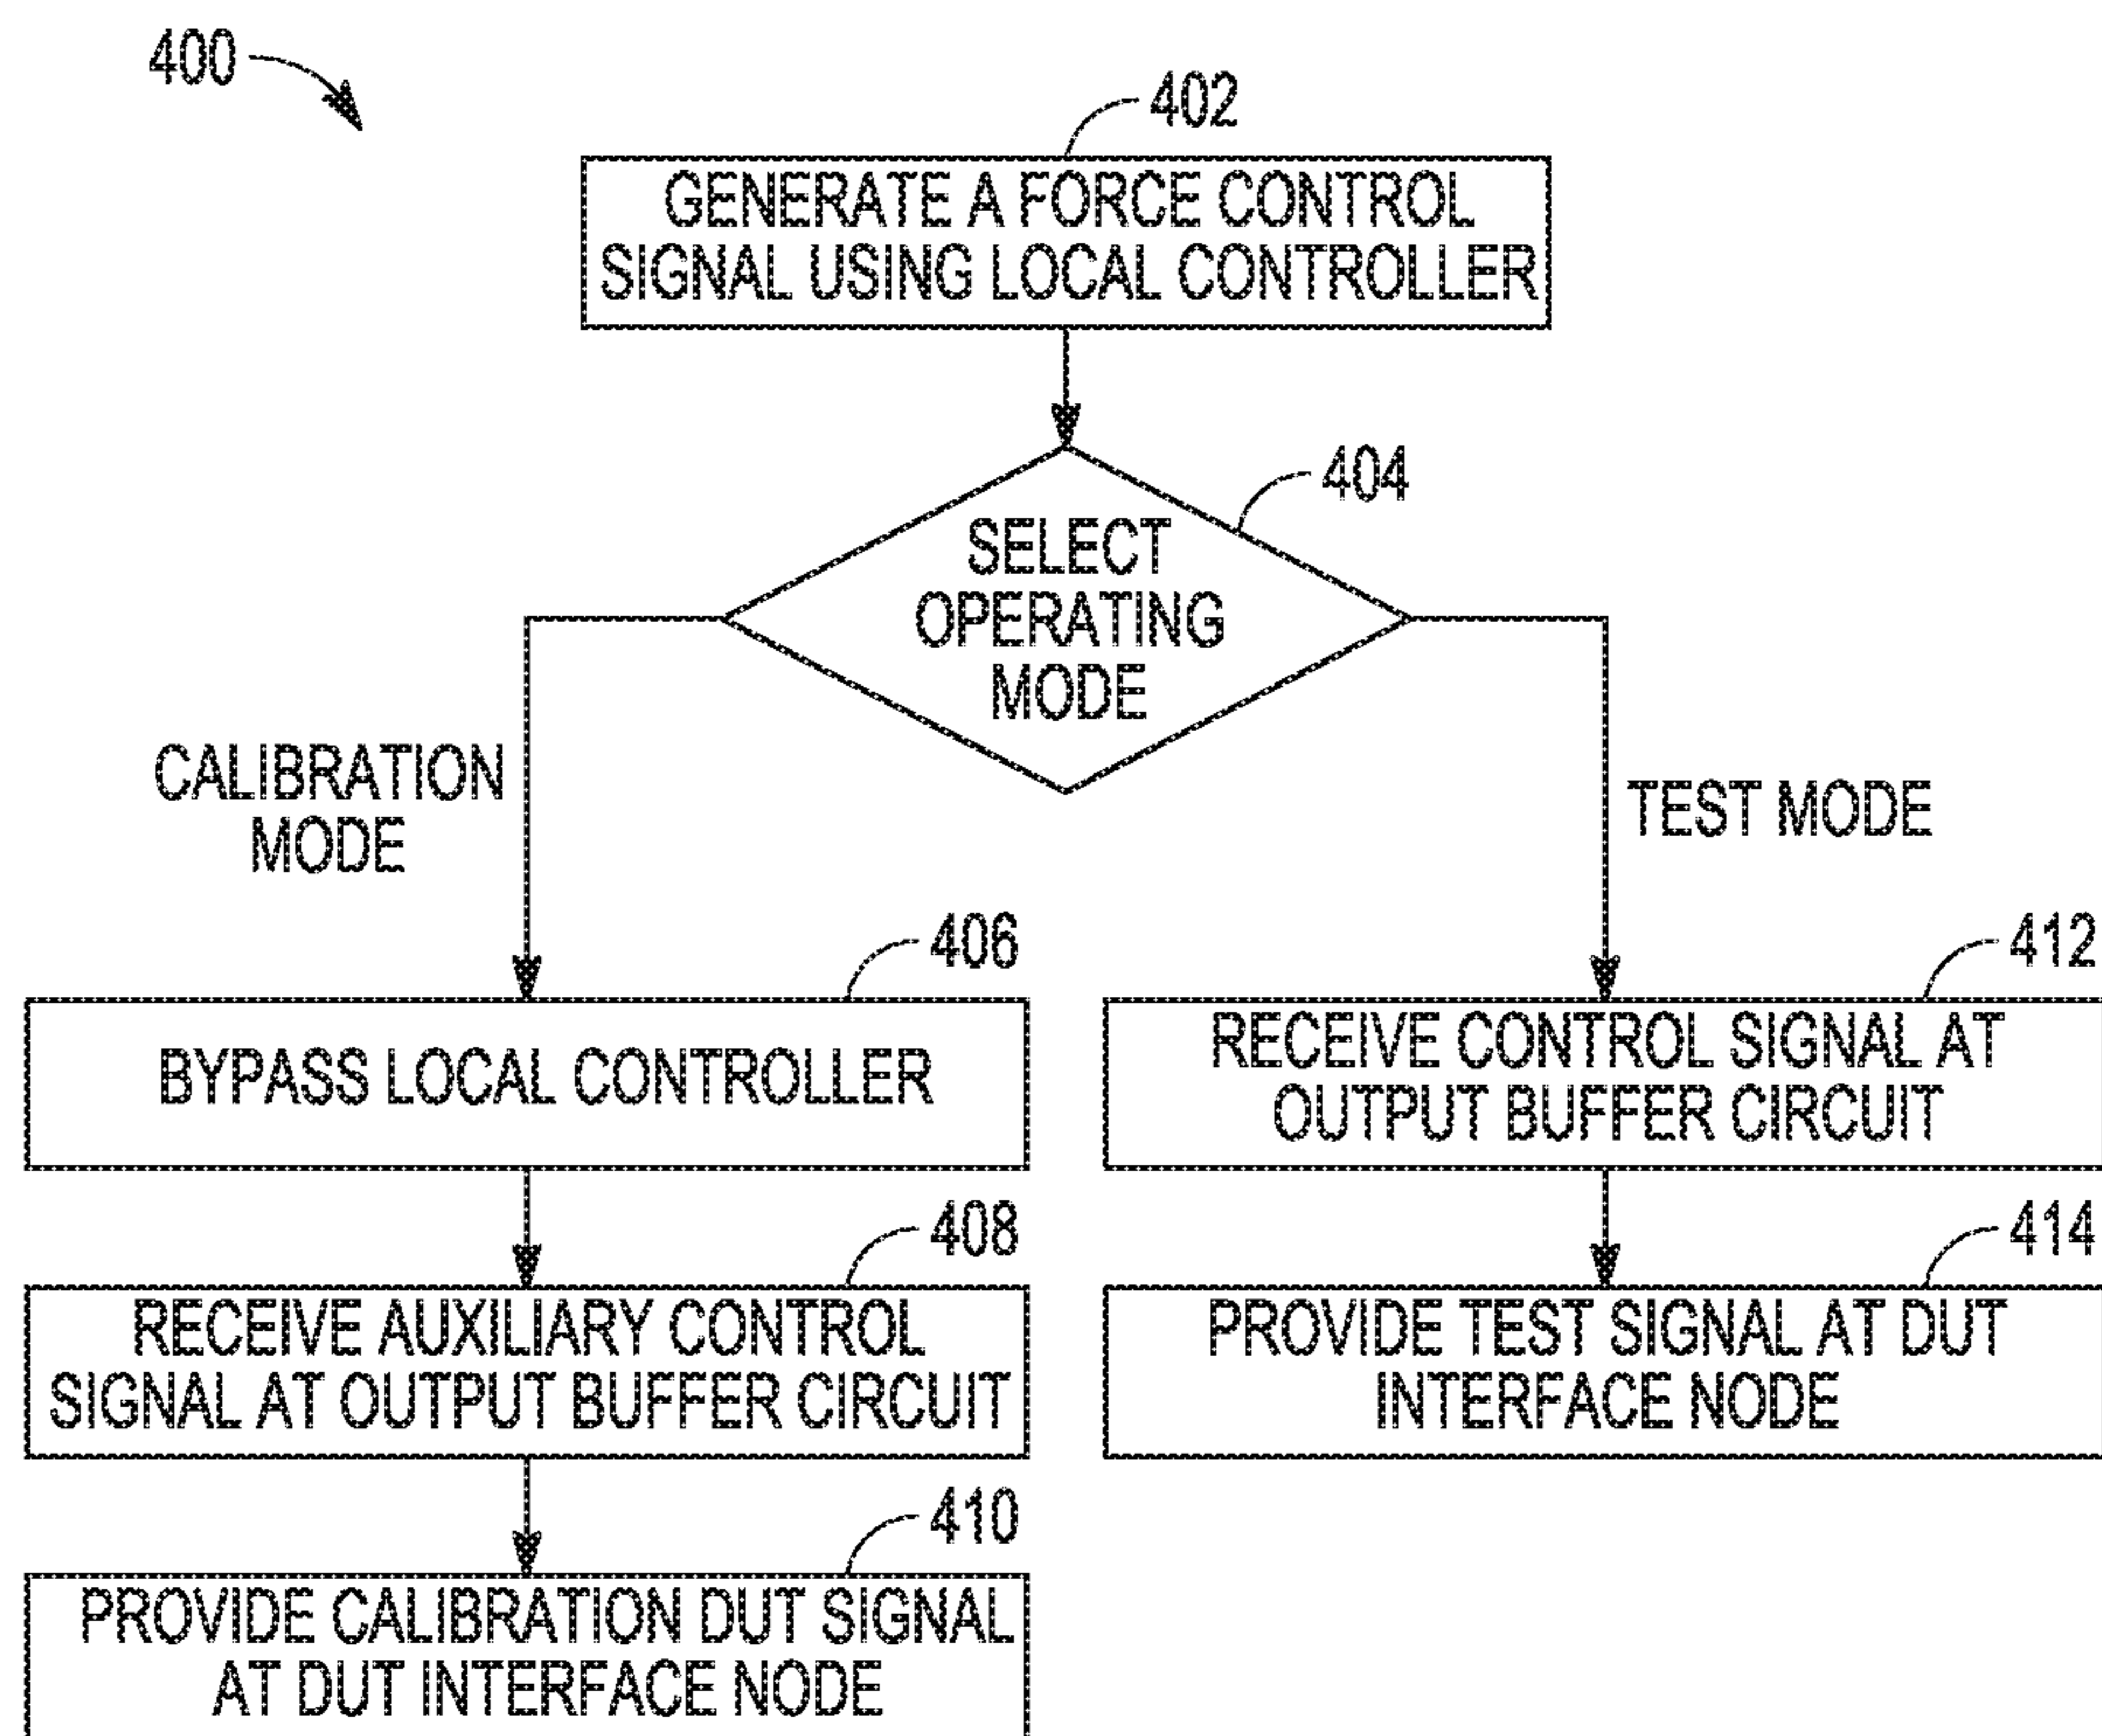 400
402
GENERATE A FORCE CONTROL
SIGNAL USING LOCAL CONTROLLER
404
SELECT
OPERATING
MODE
CALIBRATION
MODE
TEST MODE
406
BYPASS LOCAL CONTROLLER
412
RECEIVE CONTROL SIGNAL AT
OUTPUT BUFFER CIRCUIT
408
RECEIVE AUXILIARY CONTROL
SIGNAL AT OUTPUT BUFFER CIRCUIT
414
PROVIDE TEST SIGNAL AT DUT
INTERFACE NODE
410
PROVIDE CALIBRATION DUT SIGNAL
AT DUT INTERFACE NODE